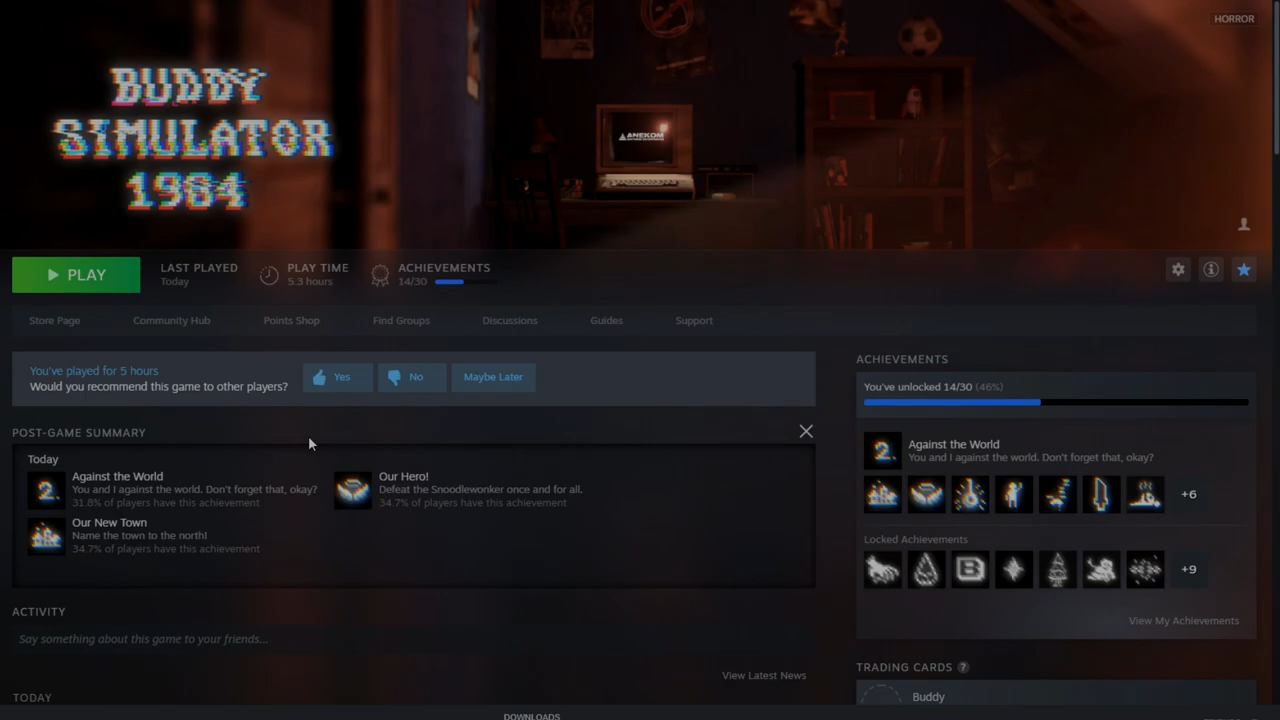 HORROR
BUDDY
SIMULATOR
1984
ANEKOM
PLAY
LAST PLAYED
Today
PLAY TIME
5.3 hours
ACHIEVEMENTS
14/30
Store Page
Community Hub
Points Shop
Find Groups
Discussions
Guides
Support
You've played for 5 hours
Would you recommend this game to other players?
Yes
No
Maybe Later
POST-GAME SUMMARY
Today
Against the World
You and I against the world. Don't forget that, okay?
31.8% of players have this achievement
Our Hero!
Defeat the Snoodlewonker once and for all.
34.7% of players have this achievement
Our New Town
Name the town to the north!
34.7% of players have this achievement
ACTIVITY
Say something about this game to your friends...
View Latest News
TODAY
ACHIEVEMENTS
You've unlocked 14/30 (46%)
Against the World
You and I against the world. Don't forget that, okay?
+6
Locked Achievements
+9
View My Achievements
TRADING CARDS ?
Buddy
DOWNLOADS